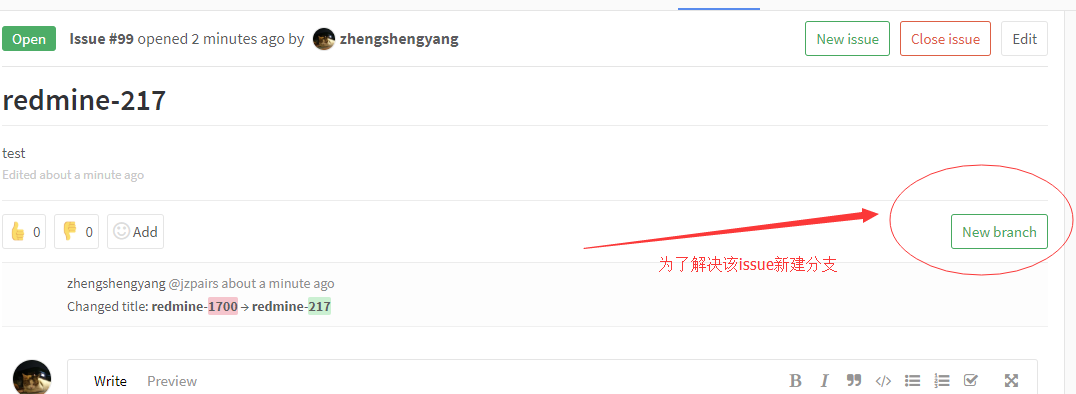 Open Issue #99 opened 2 minutes ago by zhengshengyang New issue Close issue Edit
redmine-217
test
Edited about a minute ago
0 0 Add New branch
为了解决该issue新建分支
zhengshengyang @jzpairs about a minute ago
Changed title: redmine-1700 → redmine-217
Write Preview B I